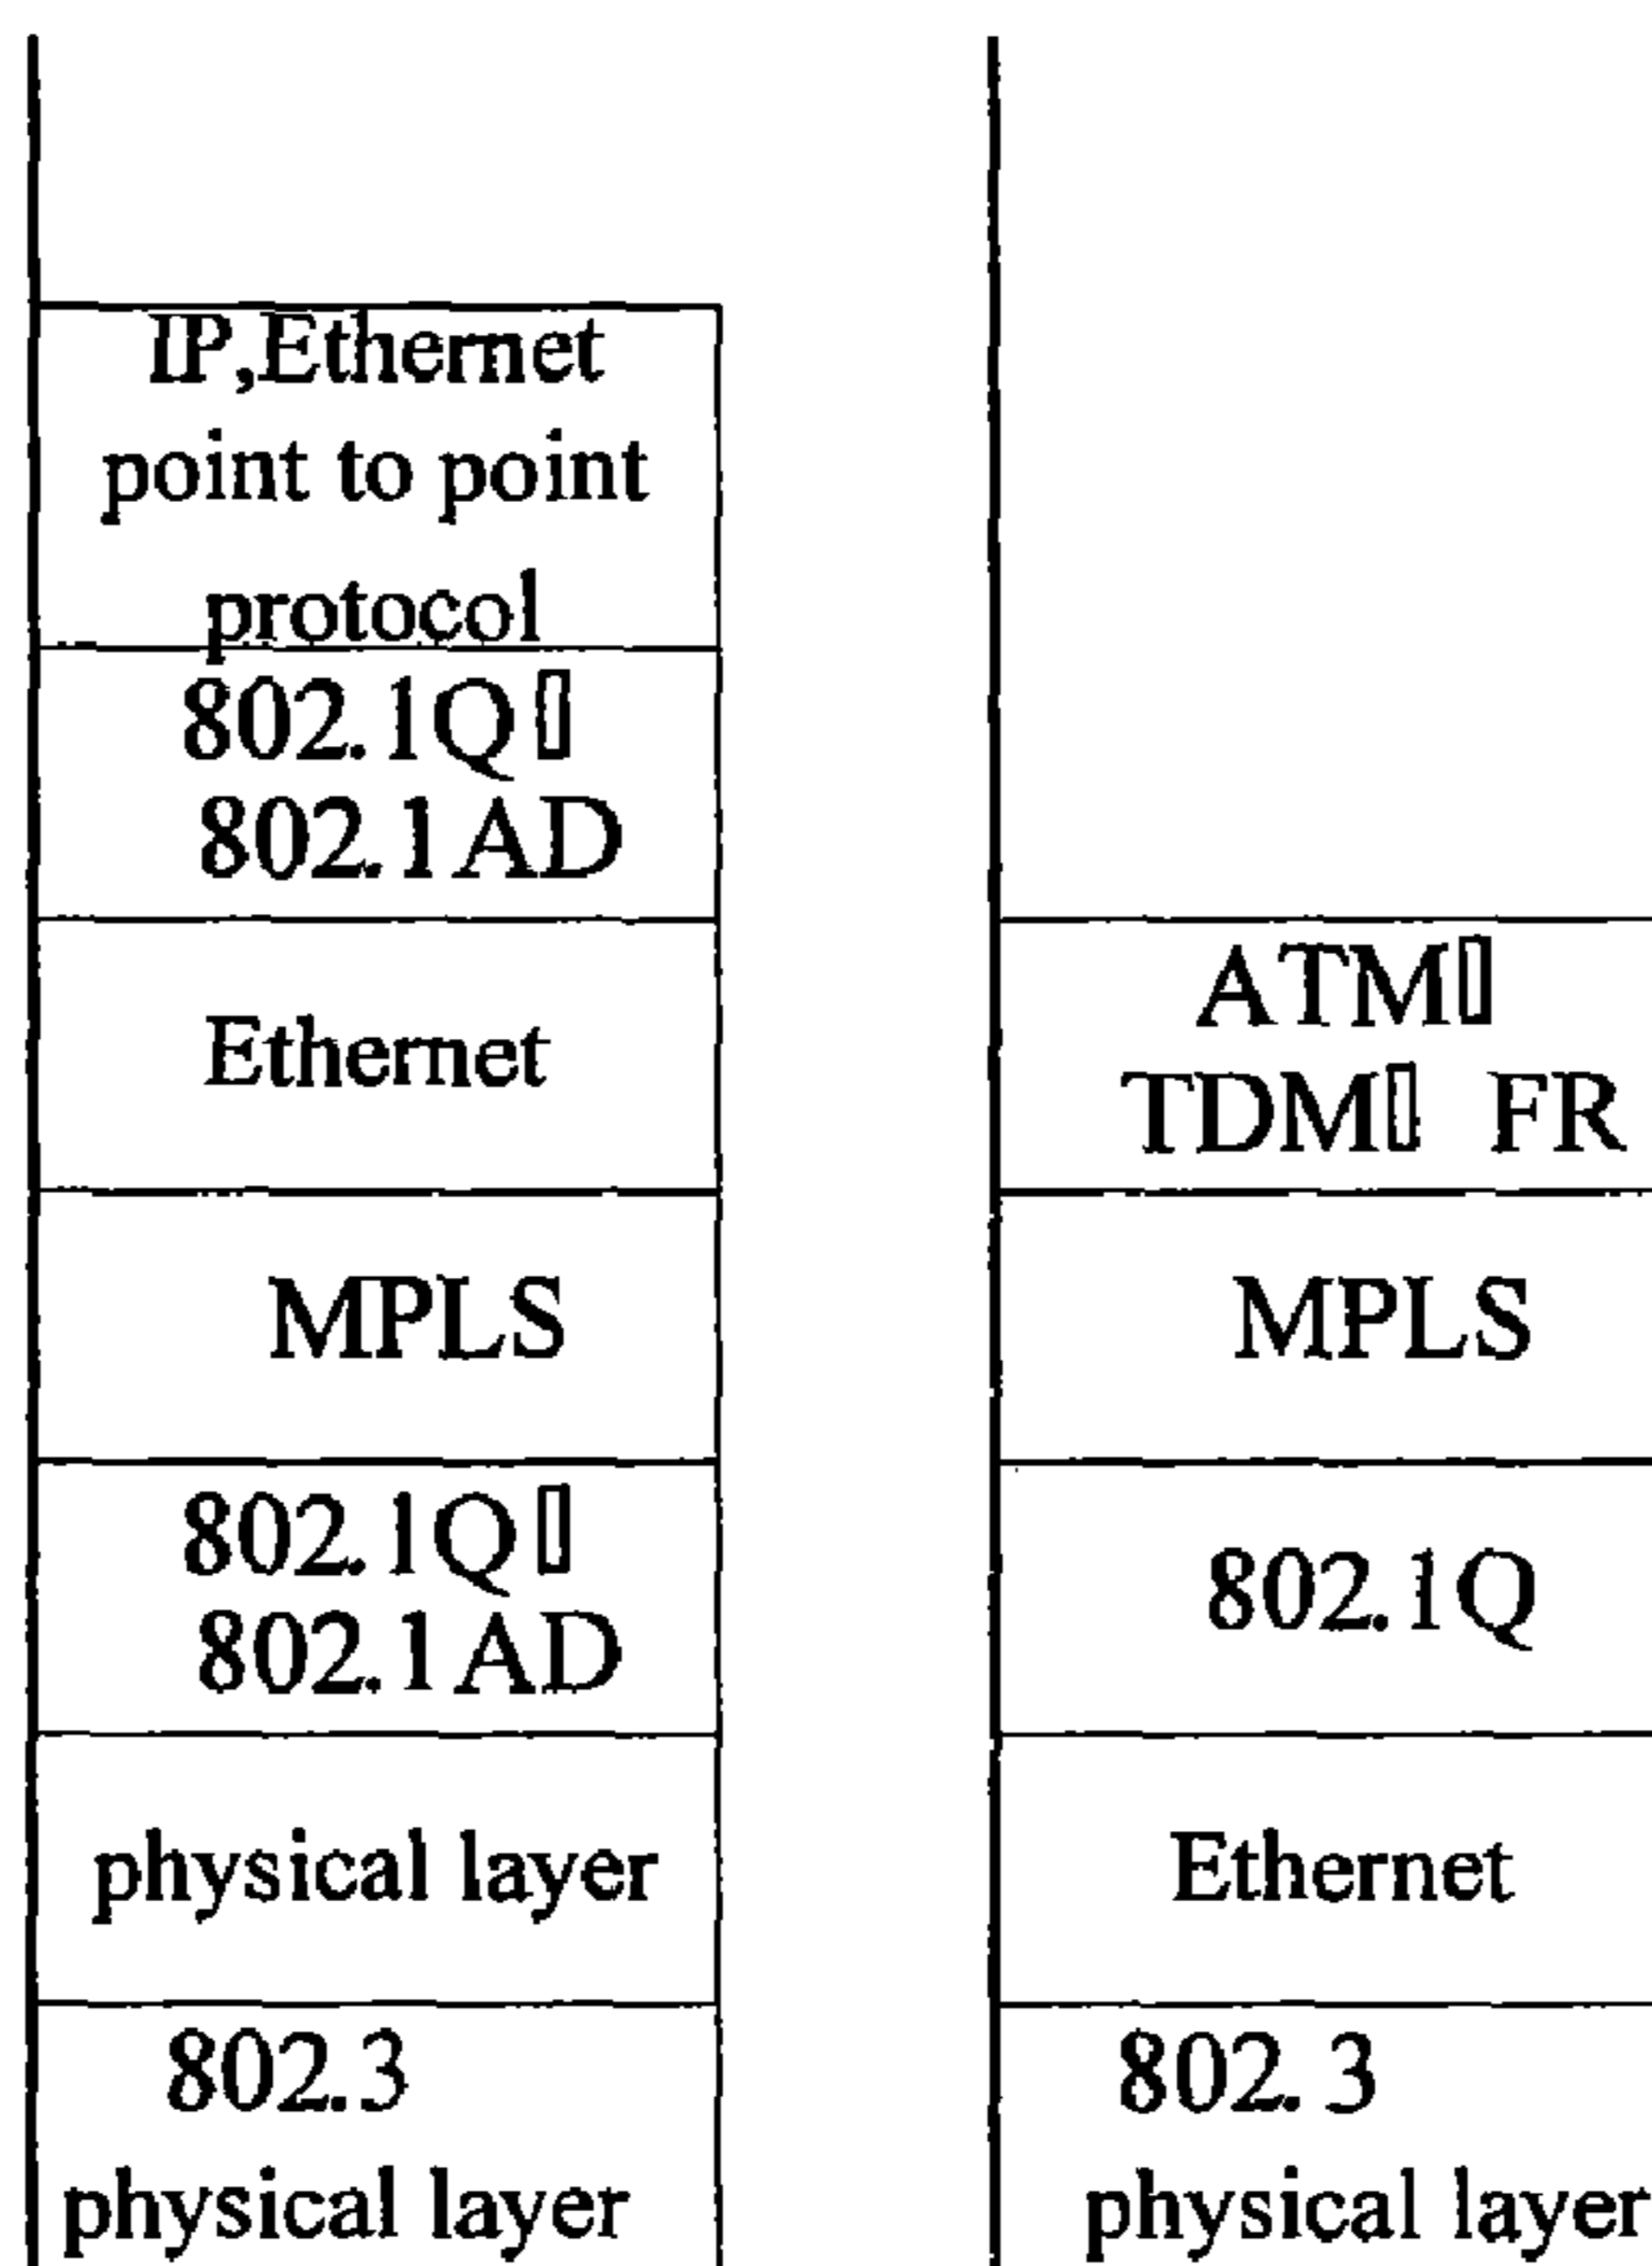 IP,Ethernet
point to point
protocol
802.1Q▯
802.1AD
Ethernet
MPLS
802.1Q▯
802.1AD
physical layer
802.3
physical layer
ATM▯
TDM▯ FR
MPLS
802.1Q
Ethernet
802.3
physical layer